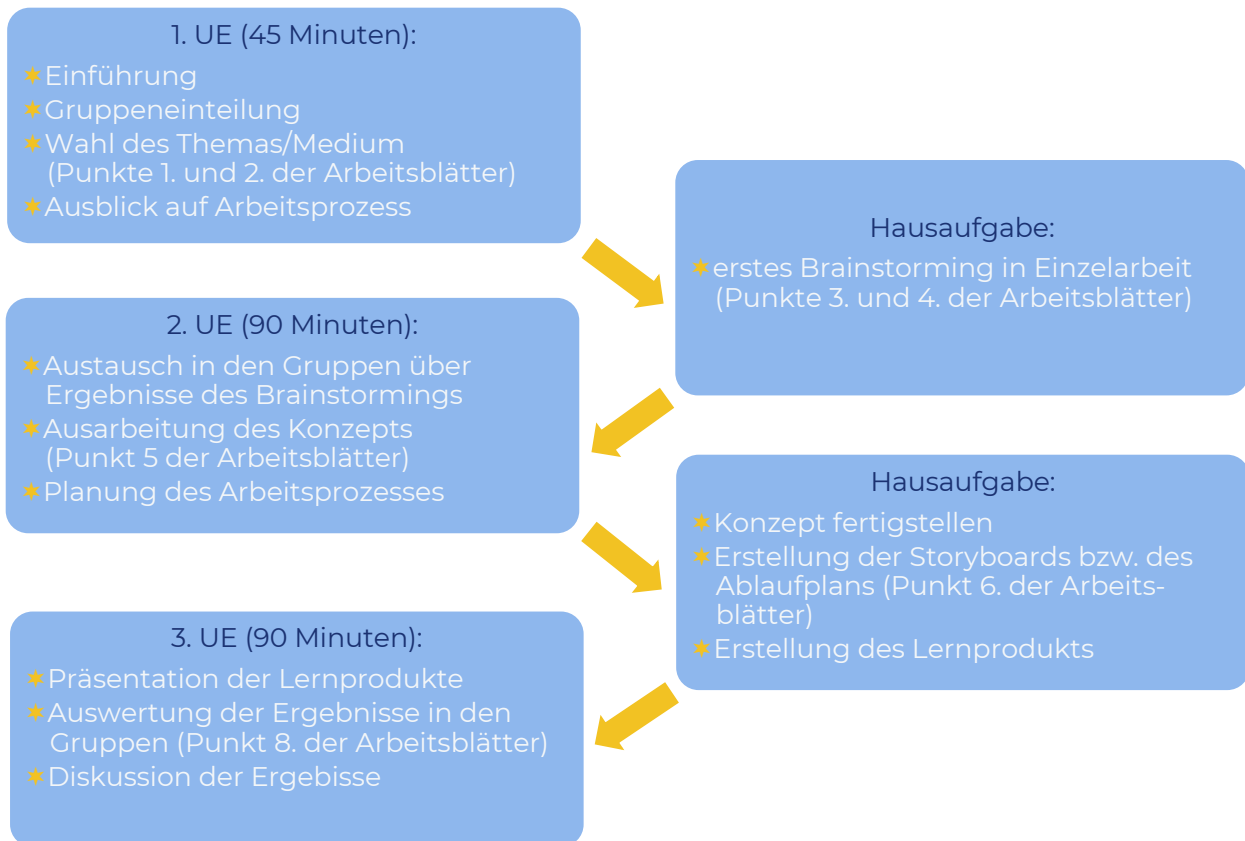 1. UE (45 Minuten):
Einführung
Gruppeneinteilung
Wahl des Themas/Medium
(Punkte 1. und 2. der Arbeitsblätter)
Ausblick auf Arbeitsprozess
Hausaufgabe:
erstes Brainstorming in Einzelarbeit
(Punkte 3. und 4. der Arbeitsblätter)
2. UE (90 Minuten):
Austausch in den Gruppen über
Ergebnisse des Brainstormings
Ausarbeitung des Konzepts
(Punkt 5 der Arbeitsblätter)
Planung des Arbeitsprozesses
Hausaufgabe:
Konzept fertigstellen
Erstellung der Storyboards bzw. des
Ablaufplans (Punkt 6. der Arbeits-
blätter)
Erstellung des Lernprodukts
3. UE (90 Minuten):
Präsentation der Lernprodukte
Auswertung der Ergebnisse in den
Gruppen (Punkt 8. der Arbeitsblätter)
Diskussion der Ergebisse